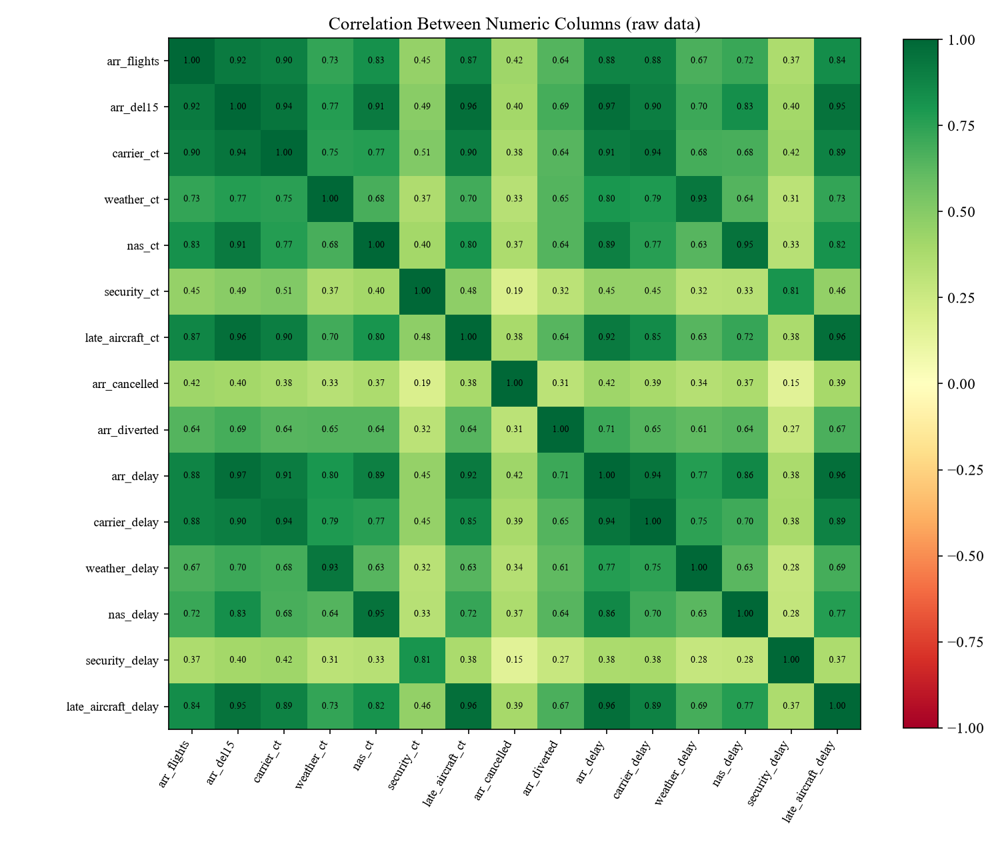 Correlation Between Numeric Columns (raw data)
arr_flights 1.00 0.92 0.90 0.73 0.83 0.45 0.87 0.42 0.64 0.88 0.88 0.67 0.72 0.37 0.84
arr_del15 0.92 1.00 0.94 0.77 0.91 0.49 0.96 0.40 0.69 0.97 0.90 0.70 0.83 0.40 0.95
carrier_ct 0.90 0.94 1.00 0.75 0.77 0.51 0.90 0.38 0.64 0.91 0.94 0.68 0.68 0.42 0.89
weather_ct 0.73 0.77 0.75 1.00 0.68 0.37 0.70 0.33 0.65 0.80 0.79 0.93 0.64 0.31 0.73
nas_ct 0.83 0.91 0.77 0.68 1.00 0.40 0.80 0.37 0.64 0.89 0.77 0.63 0.95 0.33 0.82
security_ct 0.45 0.49 0.51 0.37 0.40 1.00 0.48 0.19 0.32 0.45 0.45 0.32 0.33 0.81 0.46
late_aircraft_ct 0.87 0.96 0.90 0.70 0.80 0.48 1.00 0.38 0.64 0.92 0.85 0.63 0.72 0.38 0.96
arr_cancelled 0.42 0.40 0.38 0.33 0.37 0.19 0.38 1.00 0.31 0.42 0.39 0.34 0.37 0.15 0.39
arr_diverted 0.64 0.69 0.64 0.65 0.64 0.32 0.64 0.31 1.00 0.71 0.65 0.61 0.64 0.27 0.67
arr_delay 0.88 0.97 0.91 0.80 0.89 0.45 0.92 0.42 0.71 1.00 0.94 0.77 0.86 0.38 0.96
carrier_delay 0.88 0.90 0.94 0.79 0.77 0.45 0.85 0.39 0.65 0.94 1.00 0.75 0.70 0.38 0.89
weather_delay 0.67 0.70 0.68 0.93 0.63 0.32 0.63 0.34 0.61 0.77 0.75 1.00 0.63 0.28 0.69
nas_delay 0.72 0.83 0.68 0.64 0.95 0.33 0.72 0.37 0.64 0.86 0.70 0.63 1.00 0.28 0.77
security_delay 0.37 0.40 0.42 0.31 0.33 0.81 0.38 0.15 0.27 0.38 0.38 0.28 0.28 1.00 0.37
late_aircraft_delay 0.84 0.95 0.89 0.73 0.82 0.46 0.96 0.39 0.67 0.96 0.89 0.69 0.77 0.37 1.00
arr_flights
arr_del15
carrier_ct
weather_ct
nas_ct
security_ct
late_aircraft_ct
arr_cancelled
arr_diverted
arr_delay
carrier_delay
weather_delay
nas_delay
security_delay
late_aircraft_delay
1.00
0.75
0.50
0.25
0.00
−0.25
−0.50
−0.75
−1.00